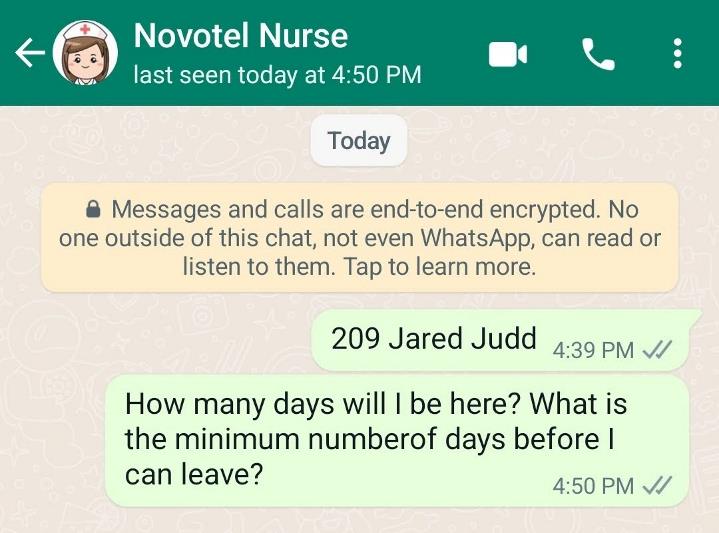 Novotel Nurse
last seen today at 4:50 PM
Today
Messages and calls are end-to-end encrypted. No
one outside of this chat, not even WhatsApp, can read or
listen to them. Tap to learn more.
209 Jared Judd 4:39 PM
How many days will I be here? What is
the minimum numberof days before I
can leave? 4:50 PM